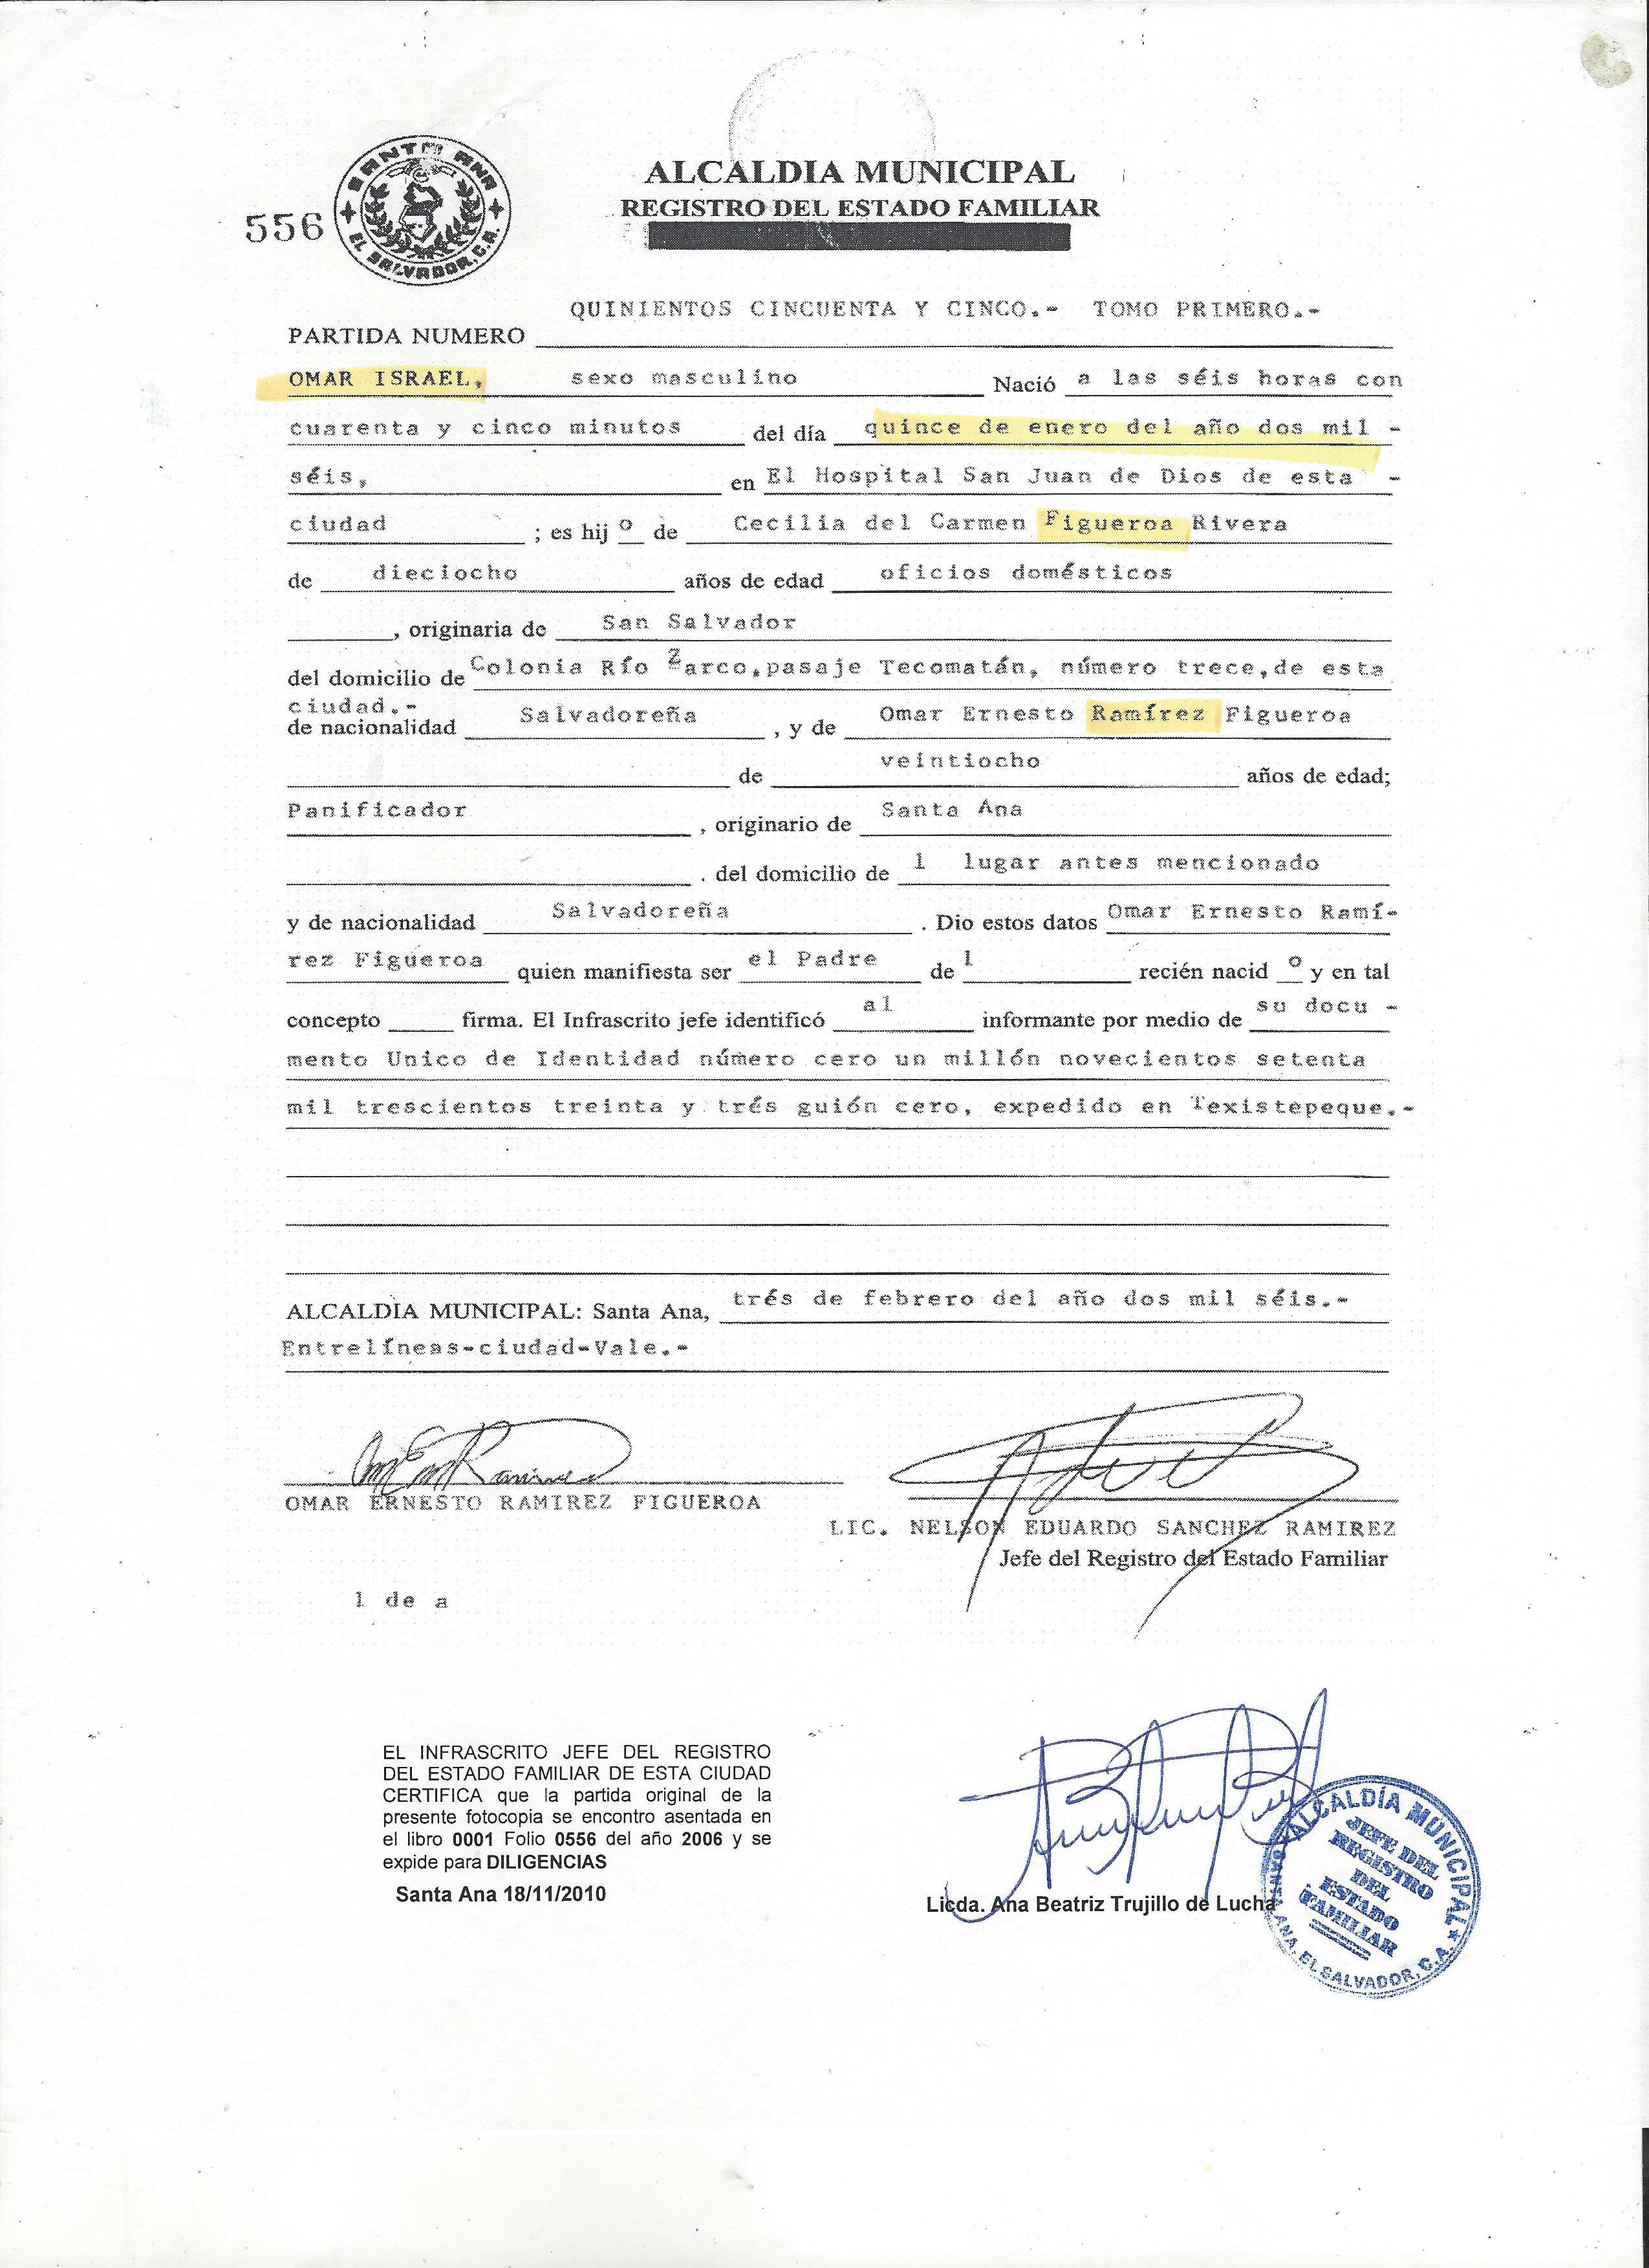 556
SANTA ANA
EL SALVADOR, C.A.
ALCALDIA MUNICIPAL
REGISTRO DEL ESTADO FAMILIAR
QUINIENTOS CINCUENTA Y CINCO.- TOMO PRIMERO.-
PARTIDA NUMERO
OMAR ISRAEL, sexo masculino Nació a las séis horas con
cuarenta y cinco minutos del día quince de enero del año dos mil -
séis, en El Hospital San Juan de Dios de esta -
ciudad ; es hij o de Cecilia del Carmen Figueroa Rivera
de dieciocho años de edad oficios domésticos
, originaria de San Salvador
del domicilio de Colonia Río Zarco,pasaje Tecomatán, número trece,de esta
ciudad.-
de nacionalidad Salvadoreña , y de Omar Ernesto Ramírez Figueroa
de veintiocho años de edad;
Panificador , originario de Santa Ana
. del domicilio de l lugar antes mencionado
y de nacionalidad Salvadoreña . Dio estos datos Omar Ernesto Ramí-
rez Figueroa quien manifiesta ser el Padre de l recién nacid o y en tal
concepto firma. El Infrascrito jefe identificó al informante por medio de su docu -
mento Unico de Identidad número cero un millón novecientos setenta
mil trescientos treinta y trés guión cero, expedido en Texistepeque.-
ALCALDIA MUNICIPAL: Santa Ana, trés de febrero del año dos mil séis.-
Entrelíneas-ciudad-Vale.-
OMAR ERNESTO RAMIREZ FIGUEROA
LIC. NELSON EDUARDO SANCHEZ RAMIREZ
Jefe del Registro del Estado Familiar
l de a
EL INFRASCRITO JEFE DEL REGISTRO
DEL ESTADO FAMILIAR DE ESTA CIUDAD
CERTIFICA que la partida original de la
presente fotocopia se encontro asentada en
el libro 0001 Folio 0556 del año 2006 y se
expide para DILIGENCIAS
Santa Ana 18/11/2010
Licda. Ana Beatriz Trujillo de Lucha
ALCALDÍA MUNICIPAL
JEFE DEL
REGISTRO
DEL
ESTADO
FAMILIAR
SANTA ANA, EL SALVADOR, C.A.